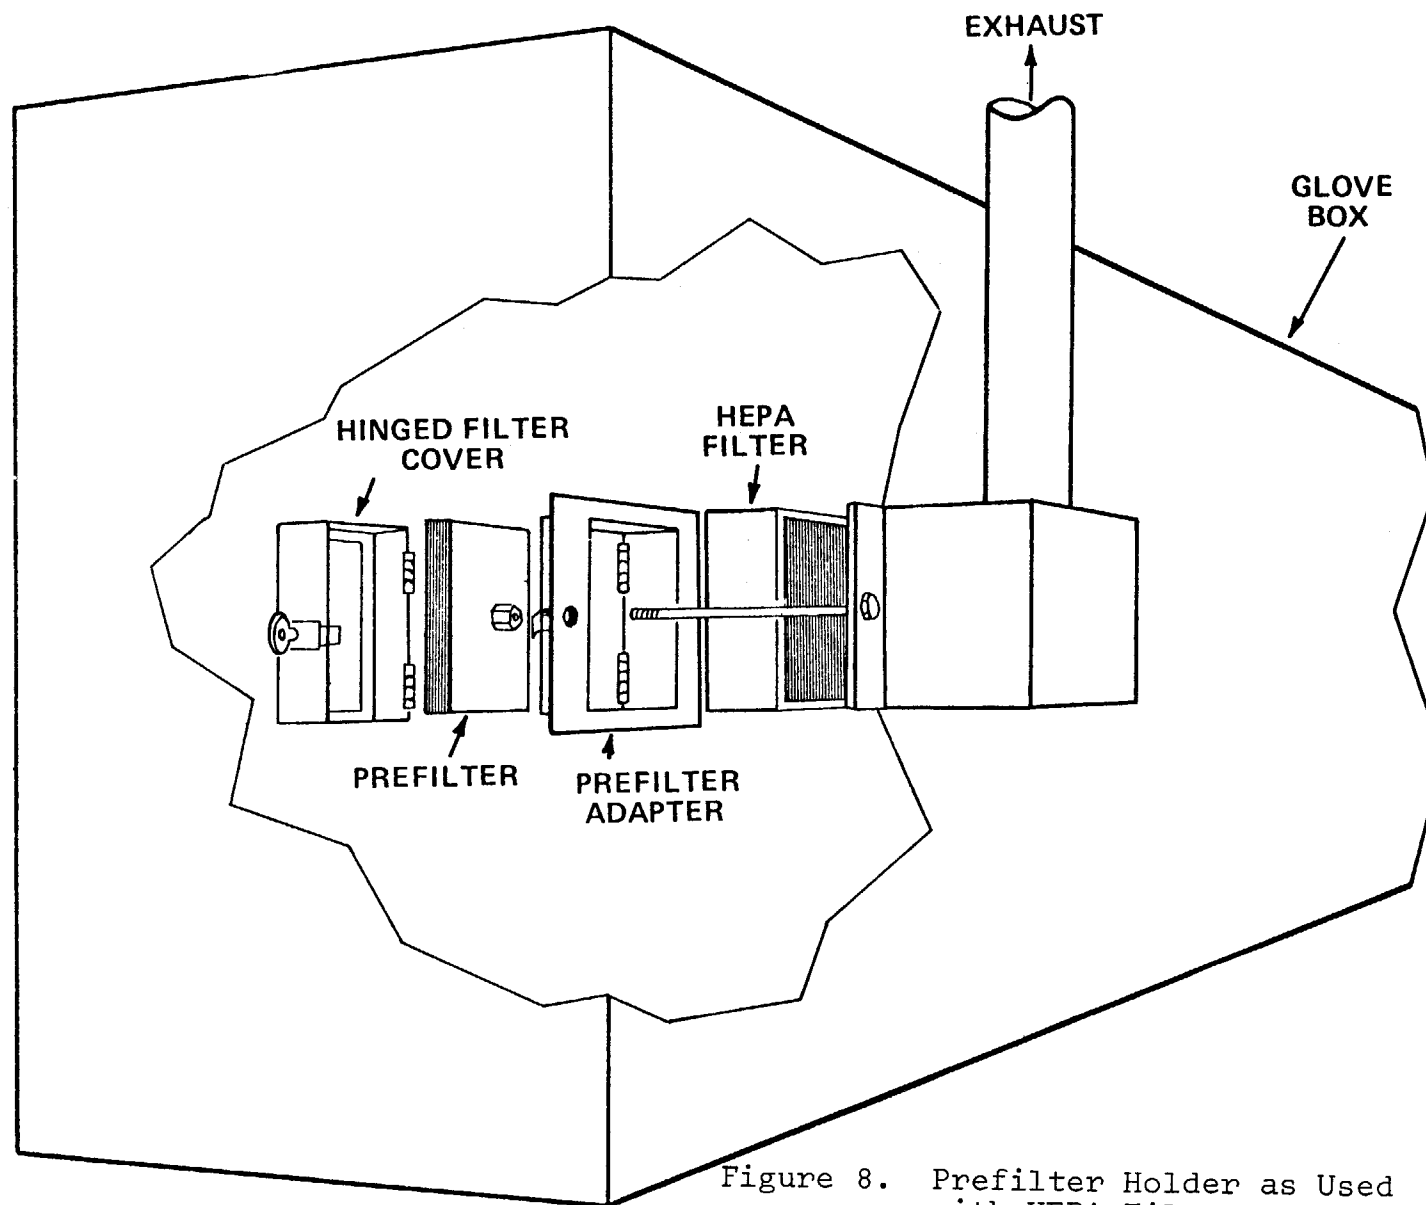 EXHAUST
GLOVE
BOX
HINGED FILTER
COVER
HEPA
FILTER
PREFILTER
PREFILTER
ADAPTER
Figure 8. Prefilter Holder as Used